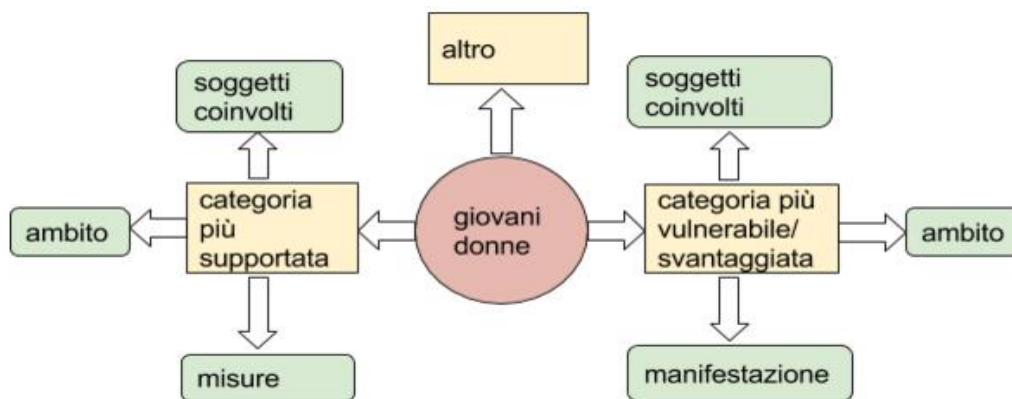 altro
soggetti
coinvolti
soggetti
coinvolti
ambito
categoria
più
supportata
giovani
donne
categoria più
vulnerabile/
svantaggiata
ambito
misure
manifestazione